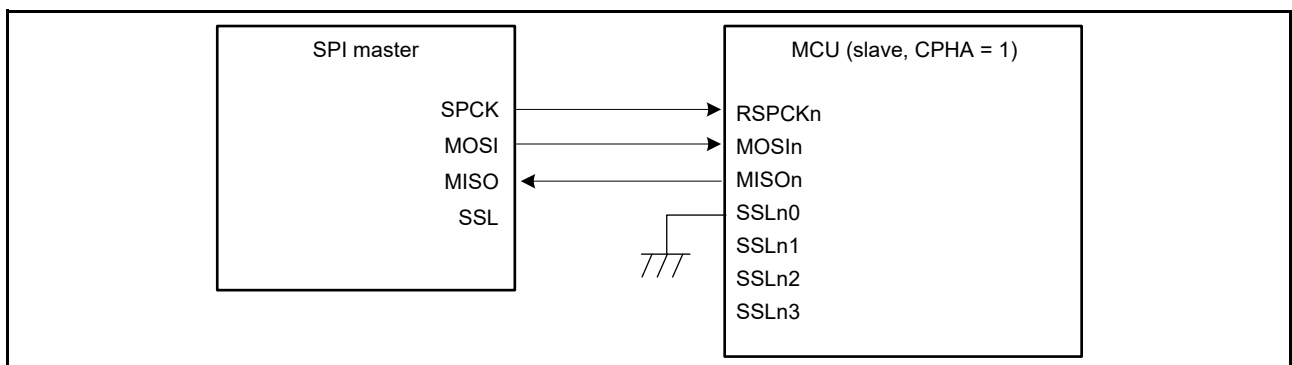 SPI master
SPCK
MOSI
MISO
SSL
MCU (slave, CPHA = 1)
RSPCKn
MOSIn
MISOn
SSLn0
SSLn1
SSLn2
SSLn3